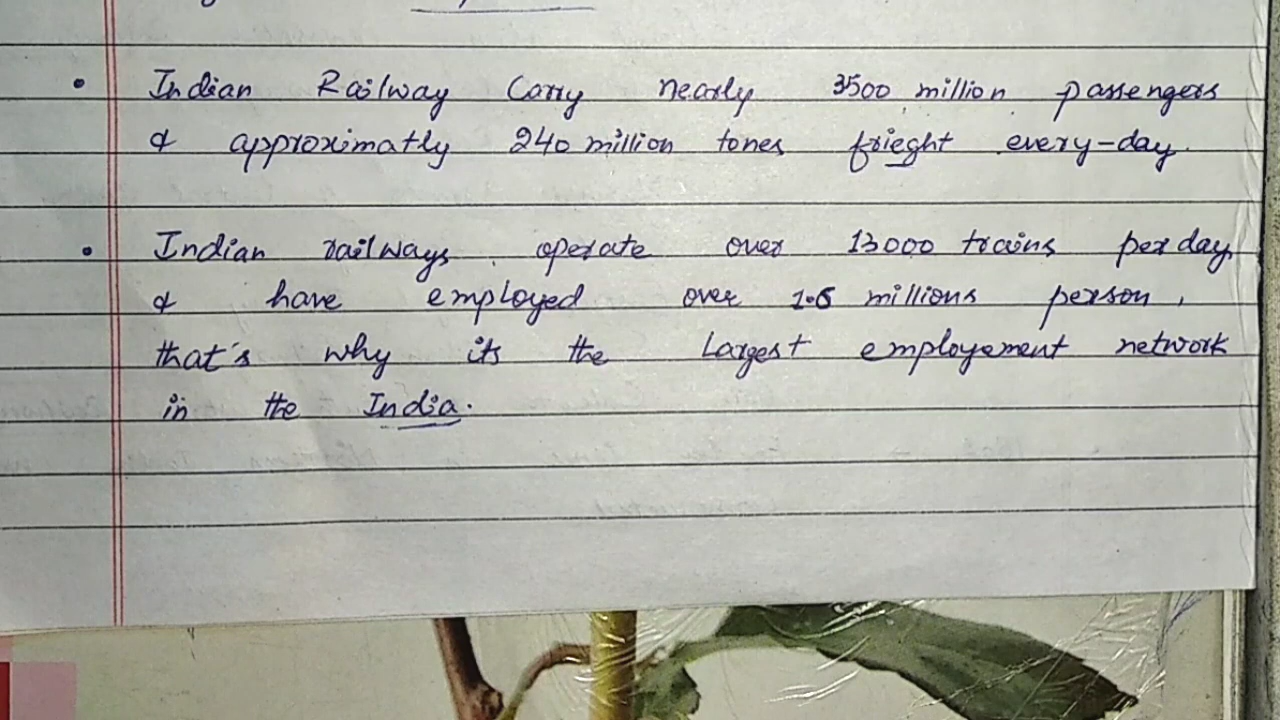 • Indian Railway Carry nearly 3500 million passengers
& approximatly 240 million tones frieght every-day.
• Indian railways operate over 13000 trains per day,
& have employed over 1.6 millions person,
that's why its the Largest employement network
in the India.